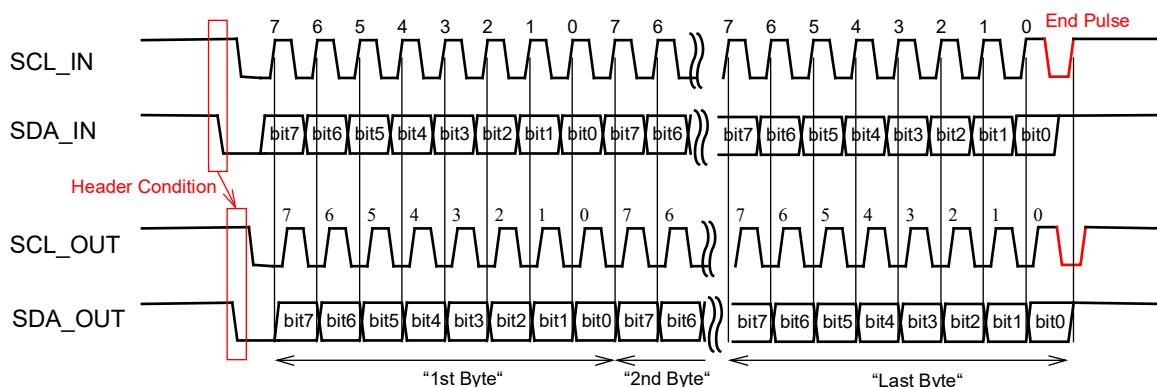 7 6 5 4 3 2 1 0 7 6 7 6 5 4 3 2 1 0 End Pulse
SCL_IN
SDA_IN bit7 bit6 bit5 bit4 bit3 bit2 bit1 bit0 bit7 bit6 bit7 bit6 bit5 bit4 bit3 bit2 bit1 bit0
Header Condition
7 6 5 4 3 2 1 0 7 6 7 6 5 4 3 2 1 0
SCL_OUT
SDA_OUT bit7 bit6 bit5 bit4 bit3 bit2 bit1 bit0 bit7 bit6 bit7 bit6 bit5 bit4 bit3 bit2 bit1 bit0
“1st Byte“ “2nd Byte“ “Last Byte“